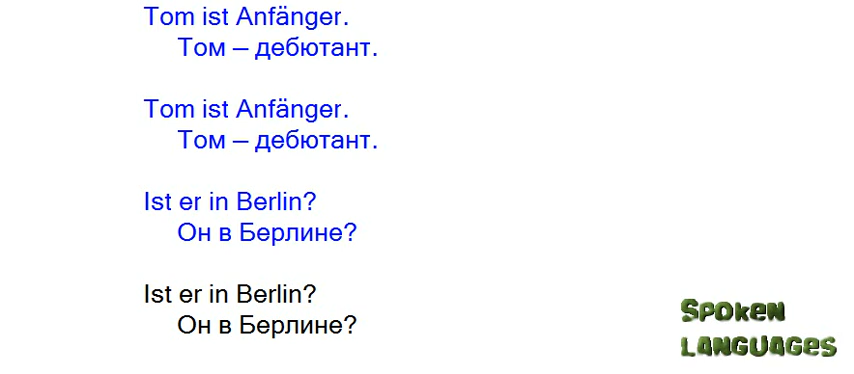 Tom ist Anfänger.
Том – дебютант.
Tom ist Anfänger.
Том – дебютант.
Ist er in Berlin?
Он в Берлине?
Ist er in Berlin?
Он в Берлине?
Spoken
Languages